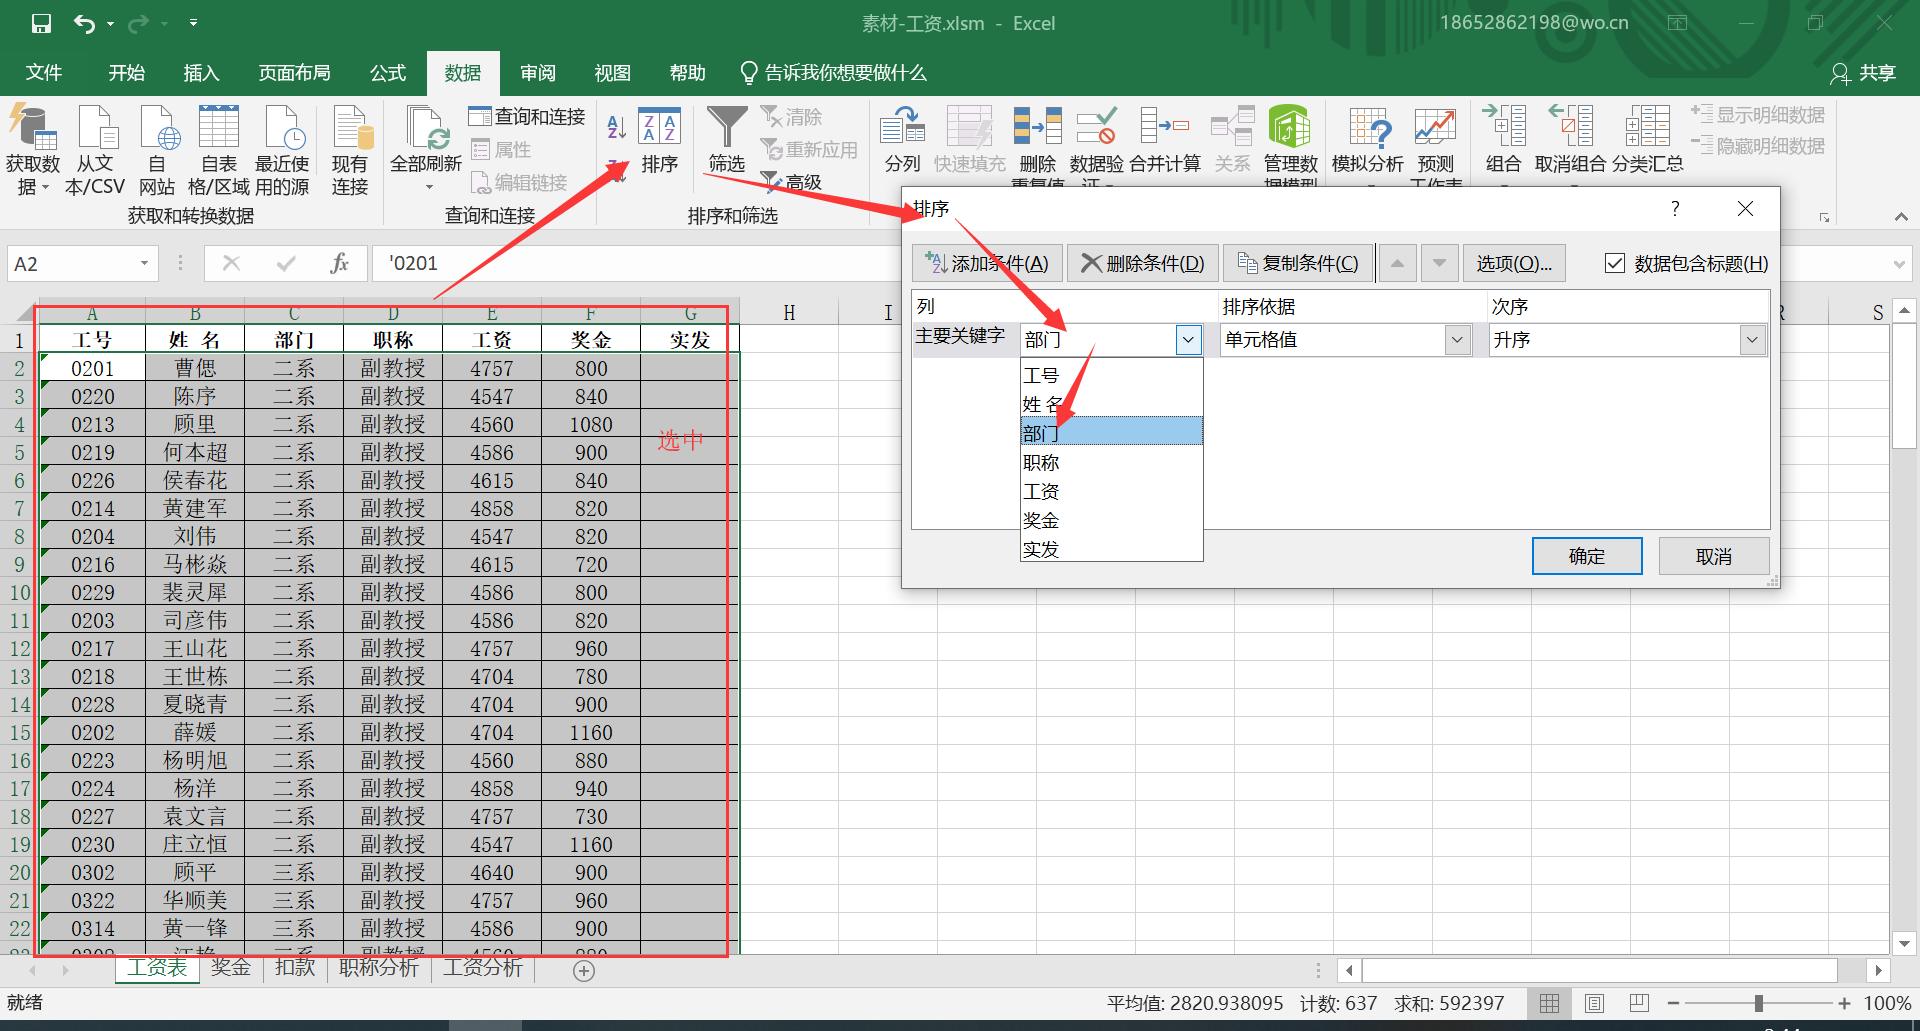 素材-工资.xlsm - Excel
18652862198@wo.cn
文件 开始 插入 页面布局 公式 数据 审阅 视图 帮助 告诉我你想要做什么 共享
获取数据 从文本/CSV 自网站 自表格/区域 最近使用的源 现有连接
获取和转换数据
全部刷新 查询和连接 属性 编辑链接
查询和连接
排序 筛选 清除 重新应用 高级
排序和筛选
分列 快速填充 删除 数据验证 合并计算 关系 管理数
模拟分析 预测
组合 取消组合 分类汇总 显示明细数据 隐藏明细数据
A2 fx '0201
排序 ?
添加条件(A) 删除条件(D) 复制条件(C) 选项(O)... 数据包含标题(H)
列 排序依据 次序
主要关键字 部门 单元格值 升序
工号
姓 名
部门
职称
工资
奖金
实发
确定 取消
A B C D E F G H I R S
1 工号 姓 名 部门 职称 工资 奖金 实发
2 0201 曹偲 二系 副教授 4757 800
3 0220 陈序 二系 副教授 4547 840
4 0213 顾里 二系 副教授 4560 1080
选中
5 0219 何本超 二系 副教授 4586 900
6 0226 侯春花 二系 副教授 4615 840
7 0214 黄建军 二系 副教授 4858 820
8 0204 刘伟 二系 副教授 4547 820
9 0216 马彬焱 二系 副教授 4615 720
10 0229 裴灵犀 二系 副教授 4586 800
11 0203 司彦伟 二系 副教授 4586 820
12 0217 王山花 二系 副教授 4757 960
13 0218 王世栋 二系 副教授 4704 780
14 0228 夏晓青 二系 副教授 4704 900
15 0202 薛媛 二系 副教授 4704 1160
16 0223 杨明旭 二系 副教授 4560 880
17 0224 杨洋 二系 副教授 4858 940
18 0227 袁文言 二系 副教授 4757 730
19 0230 庄立恒 二系 副教授 4547 1160
20 0302 顾平 三系 副教授 4640 900
21 0322 华顺美 三系 副教授 4757 960
22 0314 黄一锋 三系 副教授 4586 900
工资表 奖金 扣款 职称分析 工资分析
就绪 平均值: 2820.938095 计数: 637 求和: 592397 100%